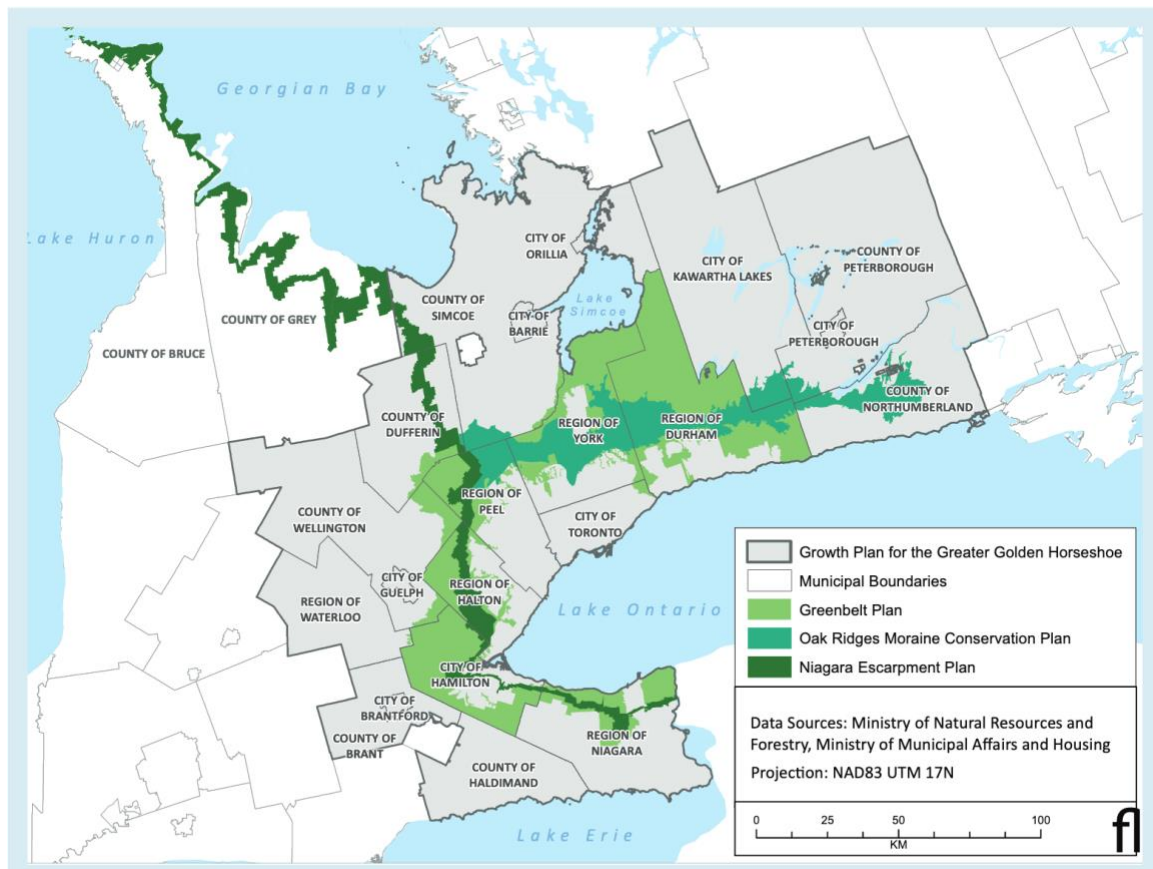 Georgian Bay
Lake Huron
CITY OF
ORILLIA
CITY OF
KAWARTHA LAKES
COUNTY OF
PETERBOROUGH
COUNTY OF
SIMCOE
Lake
Simcoe
CITY OF
BARRIE
COUNTY OF GREY
CITY OF
PETERBOROUGH
COUNTY OF BRUCE
COUNTY OF
NORTHUMBERLAND
COUNTY OF
DUFFERIN
REGION OF
YORK
REGION OF
DURHAM
REGION OF
PEEL
COUNTY OF
WELLINGTON
CITY OF
TORONTO
CITY OF
GUELPH
REGION OF
HALTON
REGION OF
WATERLOO
Lake Ontario
CITY OF
HAMILTON
CITY OF
BRANTFORD
COUNTY OF
BRANT
REGION OF
NIAGARA
COUNTY OF
HALDIMAND
Lake Erie
Growth Plan for the Greater Golden Horseshoe
Municipal Boundaries
Greenbelt Plan
Oak Ridges Moraine Conservation Plan
Niagara Escarpment Plan
Data Sources: Ministry of Natural Resources and
Forestry, Ministry of Municipal Affairs and Housing
Projection: NAD83 UTM 17N
0 50 100
KM
fl